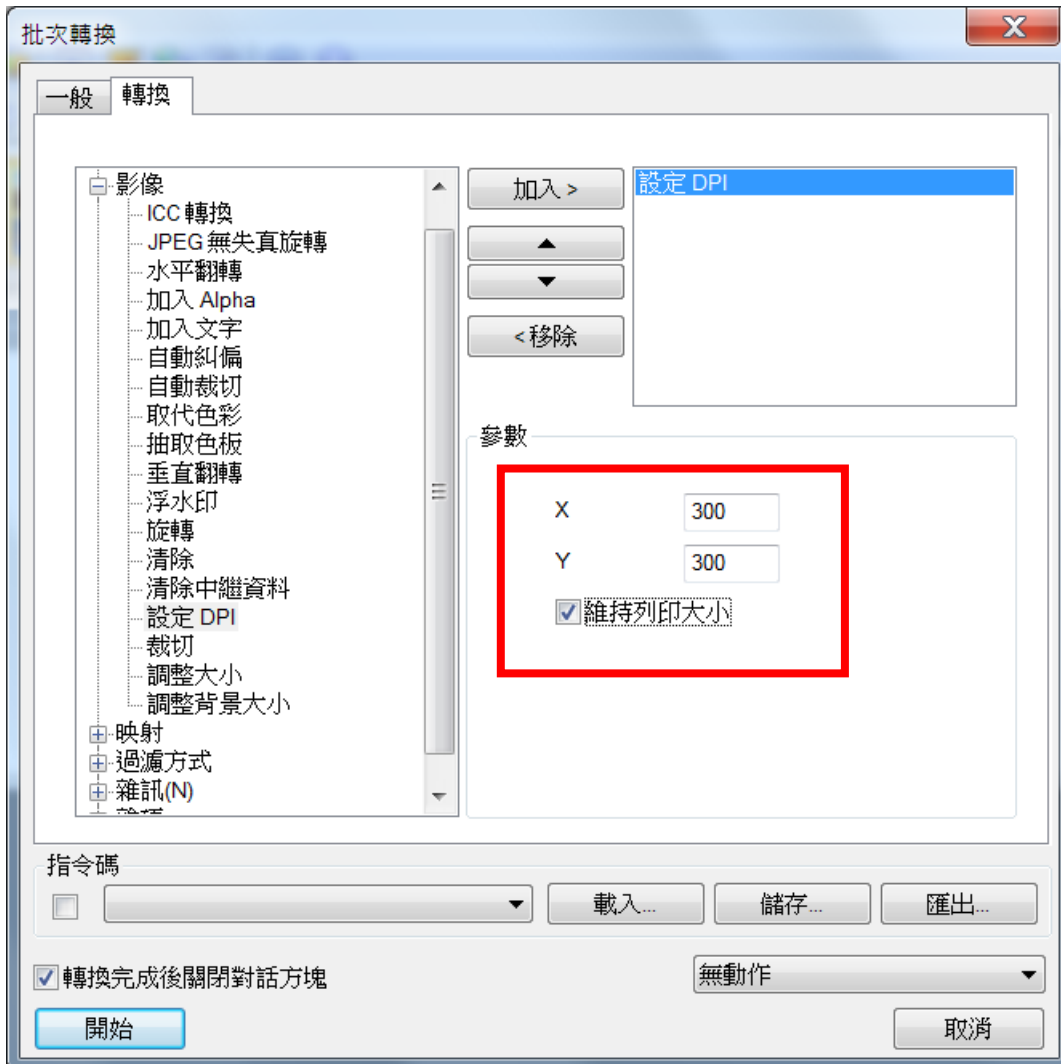 批次轉換
一般
轉換
影像
ICC 轉換
JPEG 無失真旋轉
水平翻轉
加入 Alpha
加入文字
自動糾偏
自動裁切
取代色彩
抽取色板
垂直翻轉
浮水印
旋轉
清除
清除中繼資料
設定 DPI
裁切
調整大小
調整背景大小
映射
過濾方式
雜訊(N)
加入 >
<移除
設定 DPI
參數
X
300
Y
300
維持列印大小
指令碼
載入...
儲存...
匯出...
轉換完成後關閉對話方塊
無動作
開始
取消